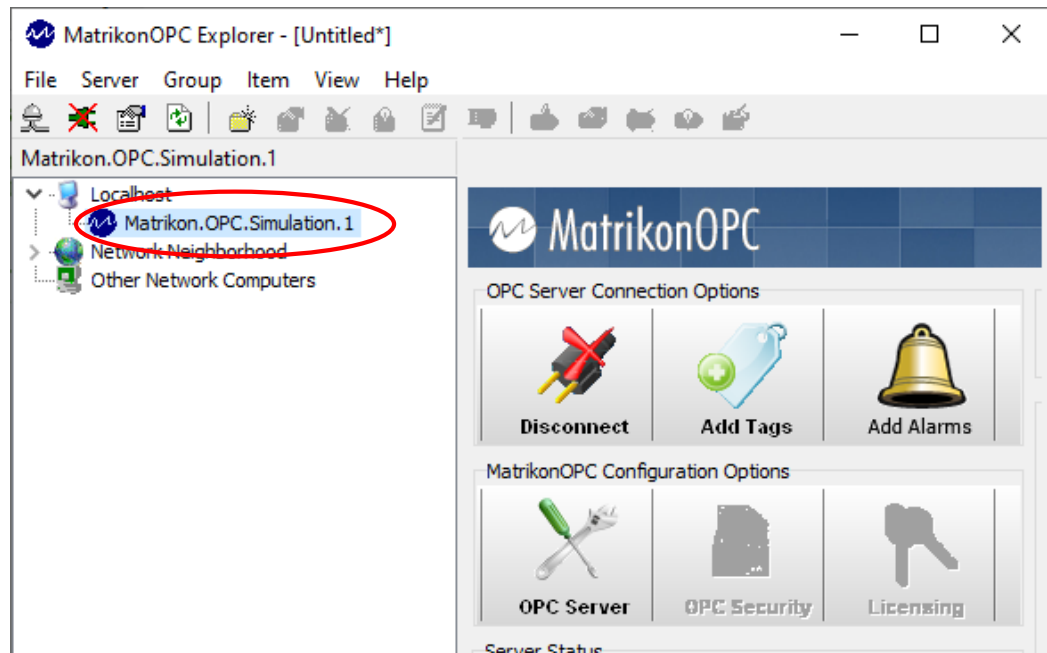 MatrikonOPC Explorer - [Untitled*]
File Server Group Item View Help
Matrikon.OPC.Simulation.1
Localhost
Matrikon.OPC.Simulation.1
Network Neighborhood
Other Network Computers
MatrikonOPC
OPC Server Connection Options
Disconnect Add Tags Add Alarms
MatrikonOPC Configuration Options
OPC Server OPC Security Licensing
Server Status